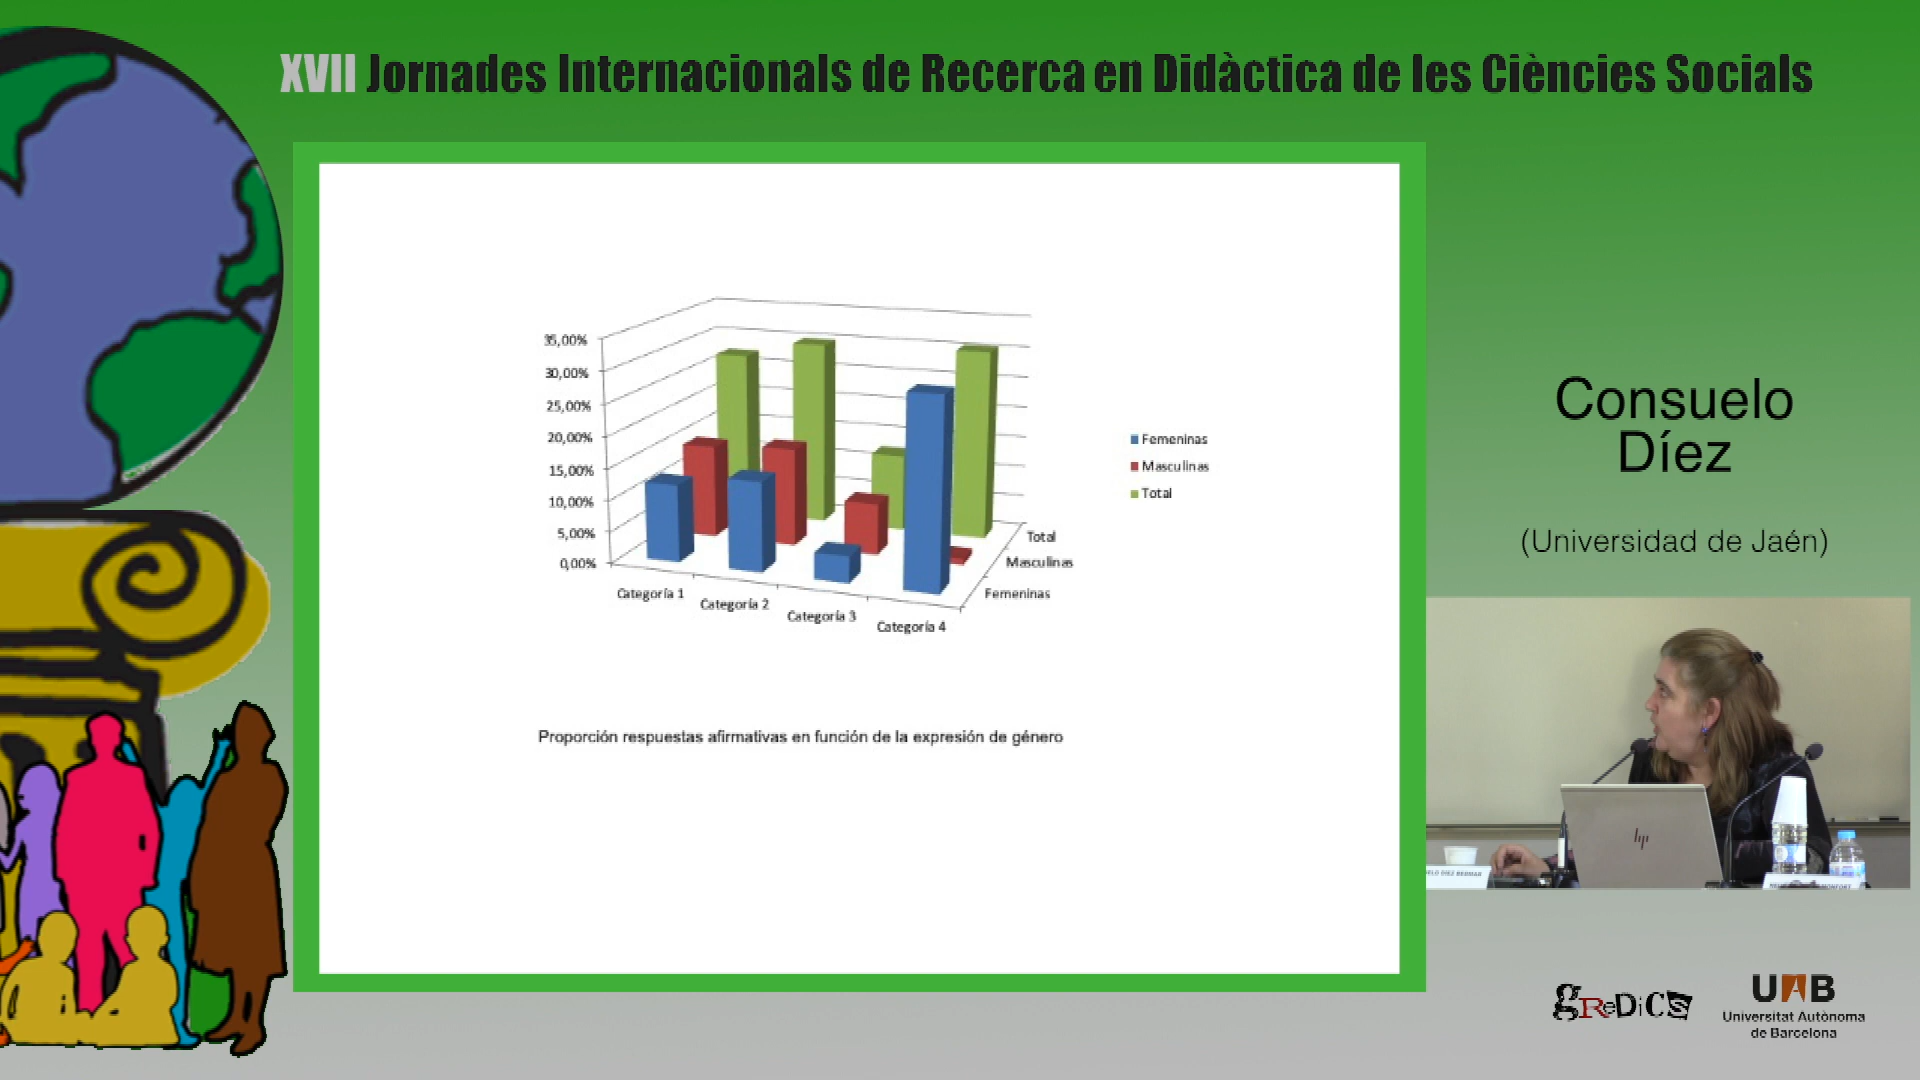 XVII Jornades Internacionals de Recerca en Didàctica de les Ciències Socials
35,00%
30,00%
25,00%
20,00%
15,00%
10,00%
5,00%
0,00%
Categoría 1
Categoría 2
Categoría 3
Categoría 4
Total
Masculinas
Femeninas
Femeninas
Masculinas
Total
Proporción respuestas afirmativas en función de la expresión de género
Consuelo
Díez
(Universidad de Jaén)
hp
gReDiCs
UAB
Universitat Autònoma
de Barcelona